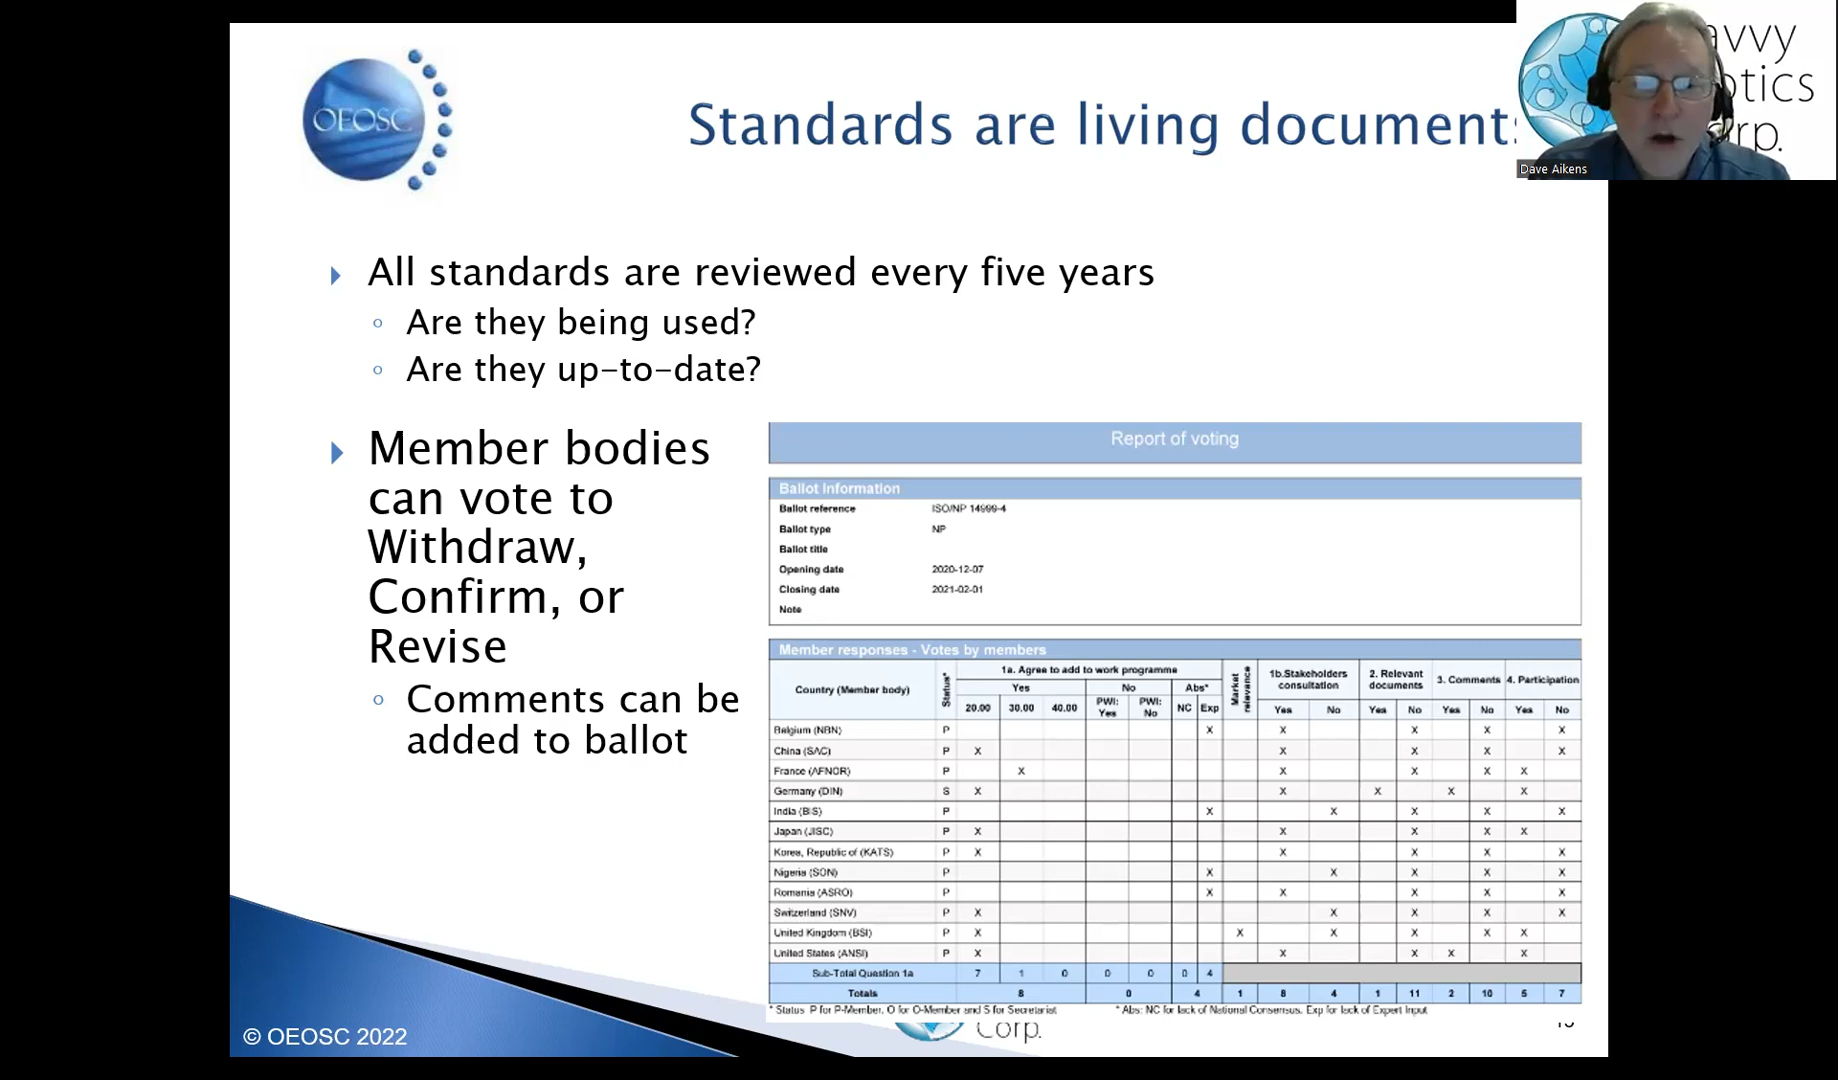 OEOSC
Standards are living document
avvy
otics
rp.
Dave Aikens
All standards are reviewed every five years
Are they being used?
Are they up-to-date?
Member bodies
can vote to
Withdraw,
Confirm, or
Revise
Comments can be
added to ballot
Report of voting
Ballot Information
Ballot reference ISO/NP 14999-4
Ballot type NP
Ballot title
Opening date 2020-12-07
Closing date 2021-02-01
Note
Member responses - Votes by members
Country (Member body) Status* 1a. Agree to add to work programme Market relevance 1b.Stakeholders consultation 2. Relevant documents 3. Comments 4. Participation
Yes No Abs*
20.00 30.00 40.00 PWI: Yes PWI: No NC Exp Yes No Yes No Yes No Yes No
Belgium (NBN) P X X X X X
China (SAC) P X X X X X
France (AFNOR) P X X X X X
Germany (DIN) S X X X X X
India (BIS) P X X X X X
Japan (JISC) P X X X X X
Korea, Republic of (KATS) P X X X X X
Nigeria (SON) P X X X X X
Romania (ASRO) P X X X X X
Switzerland (SNV) P X X X X X
United Kingdom (BSI) P X X X X X X
United States (ANSI) P X X X X X
Sub-Total Question 1a 7 1 0 0 0 0 4
Totals 8 0 4 1 8 4 1 11 2 10 5 7
* Status P for P-Member, O for O-Member and S for Secretariat * Abs: NC for lack of National Consensus, Exp for lack of Expert Input
Corp.
© OEOSC 2022